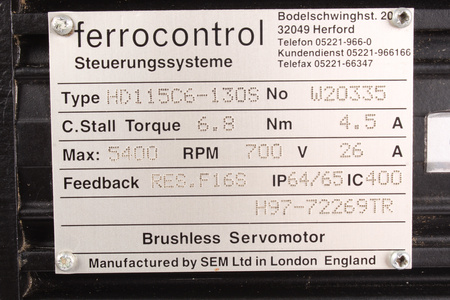 ferrocontrol
Steuerungssysteme
Bodelschwinghst. 20
32049 Herford
Telefon 05221-966-0
Kundendienst 05221-966166
Telefax 05221-66347
Type HD115C6-130S No W20335
C.Stall Torque 6.8 Nm 4.5 A
Max: 5400 RPM 700 V 26 A
Feedback RES.F16S IP64/65 IC400
H97-72269TR
Brushless Servomotor
Manufactured by SEM Ltd in London England